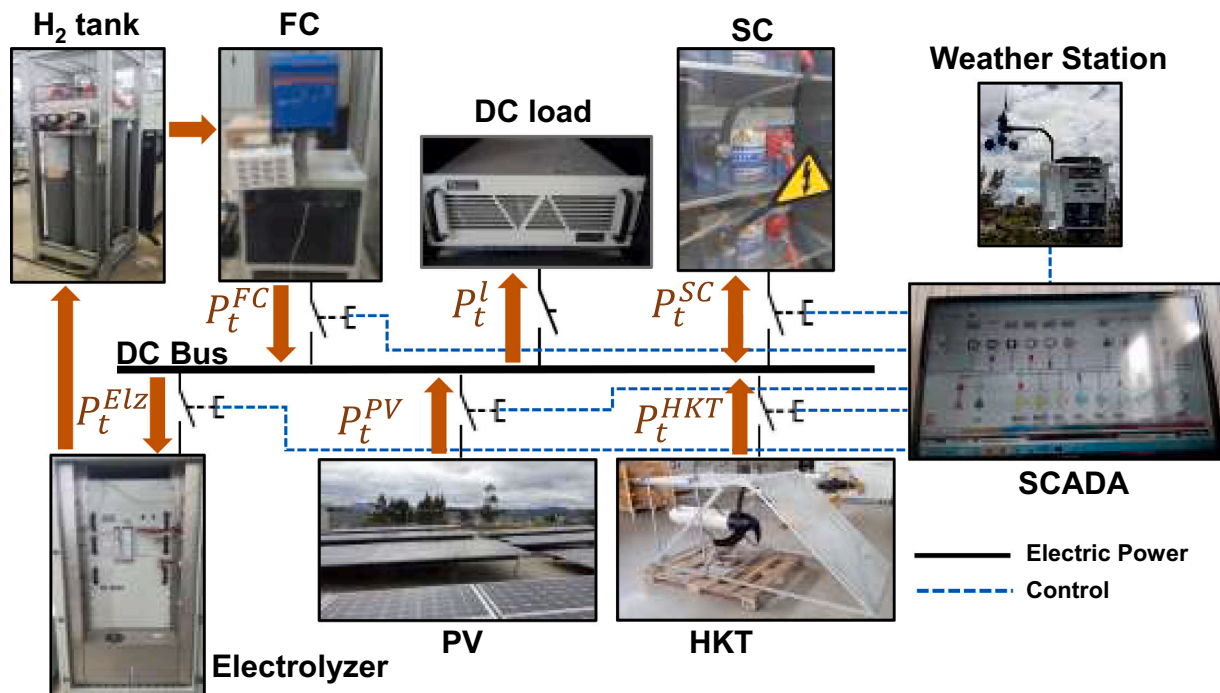 H₂ tank
FC
SC
Weather Station
DC load
P_t^{FC}
P_t^{l}
P_t^{SC}
DC Bus
P_t^{Elz}
P_t^{PV}
P_t^{HKT}
SCADA
Electric Power
Control
PV
HKT
Electrolyzer